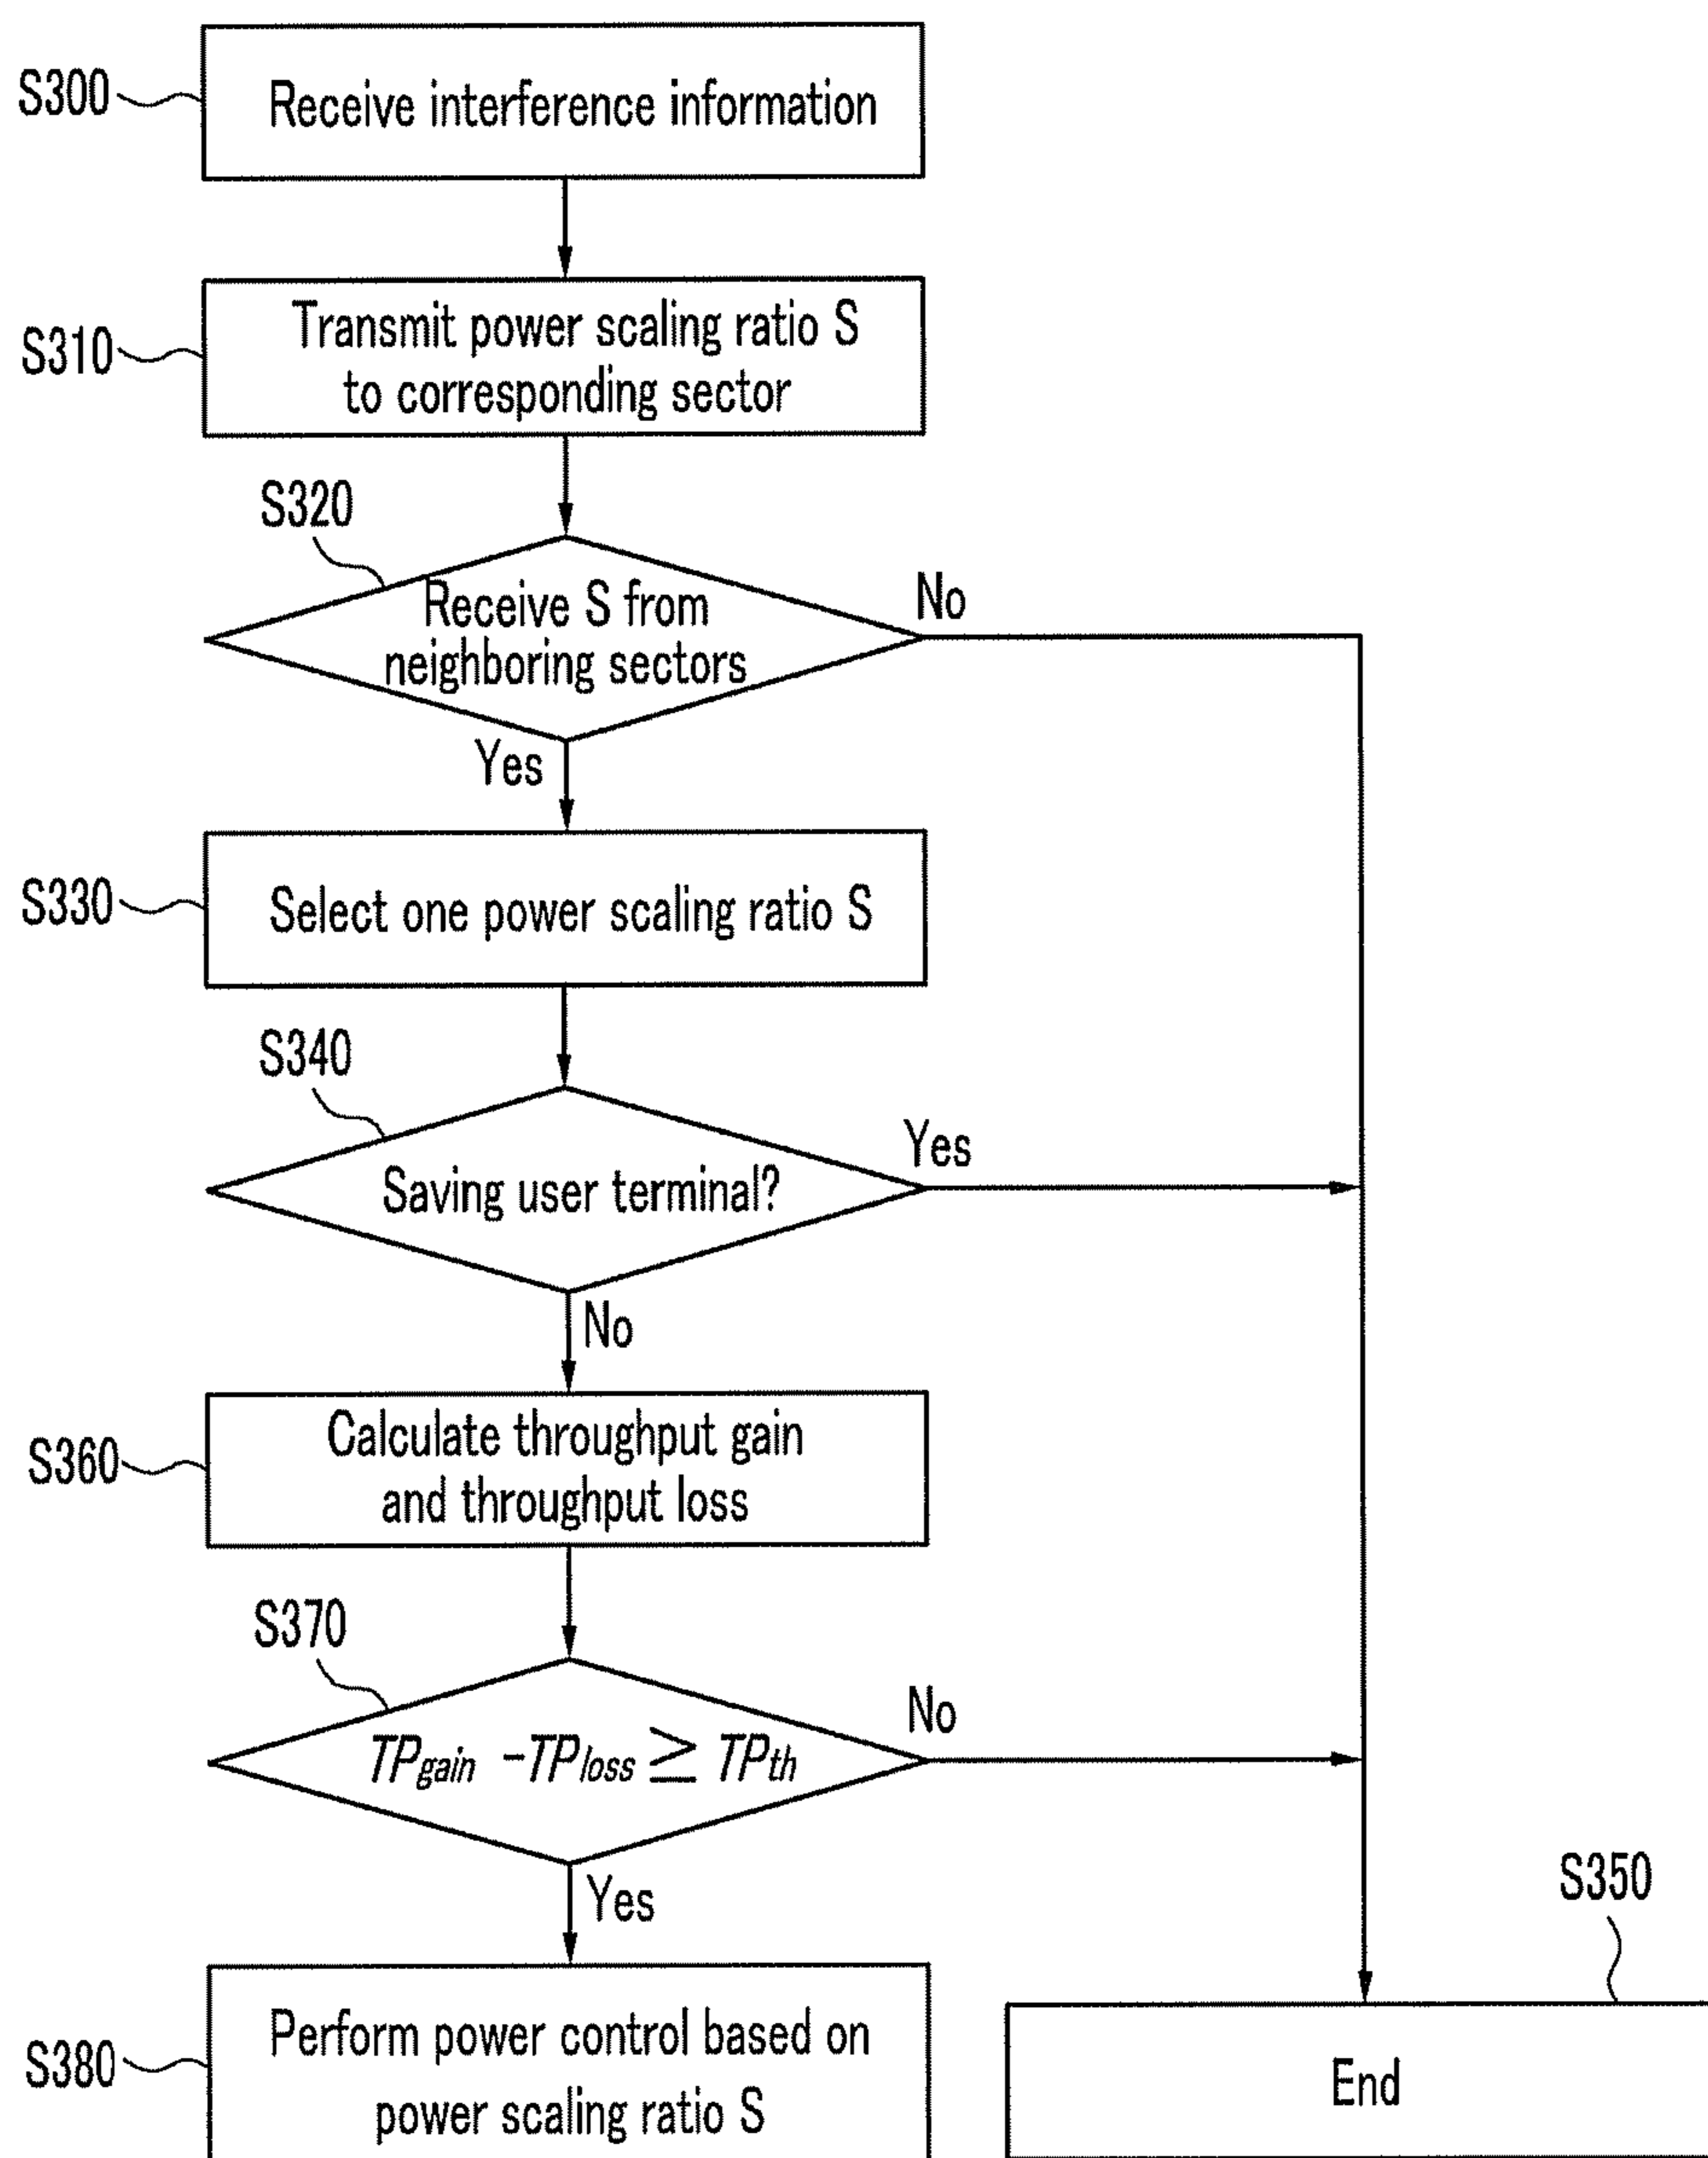 S300
Receive interference information
S310
Transmit power scaling ratio S
to corresponding sector
S320
Receive S from
neighboring sectors
No
Yes
S330
Select one power scaling ratio S
S340
Saving user terminal?
Yes
No
S360
Calculate throughput gain
and throughput loss
S370
TPgain -TPloss ≧ TPth
No
Yes
S350
S380
Perform power control based on
power scaling ratio S
End